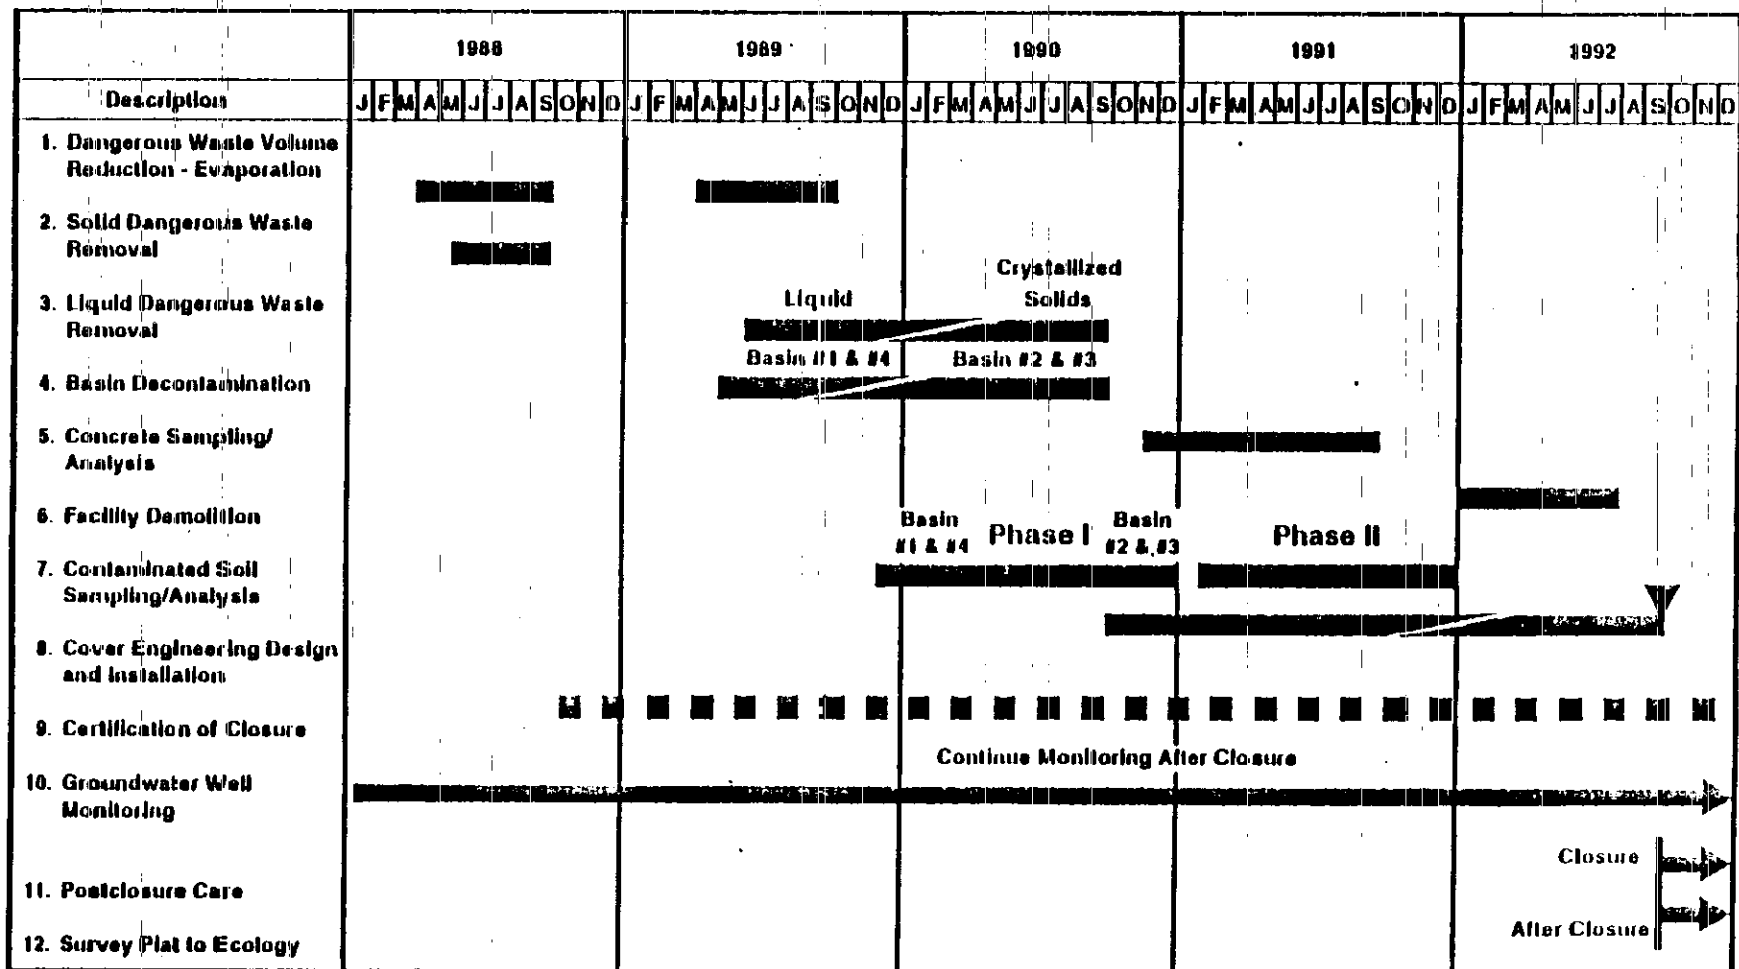 1988 1989 1990 1991 1992
Description J F M A M J J A S O N D J F M A M J J A S O N D J F M A M J J A S O N D J F M A M J J A S O N D J F M A M J J A S O N D
1. Dangerous Waste Volume
Reduction - Evaporation
2. Solid Dangerous Waste
Removal
Crystallized
3. Liquid Dangerous Waste Liquid Solids
Removal
Basin #1 & #4 Basin #2 & #3
4. Basin Decontamination
5. Concrete Sampling/
Analysis
6. Facility Demolition
Basin Phase I Basin Phase II
#1 & #4 #2 & #3
7. Contaminated Soil
Sampling/Analysis
8. Cover Engineering Design
and Installation
9. Certification of Closure
Continue Monitoring After Closure
10. Groundwater Well
Monitoring
Closure
11. Postclosure Care
After Closure
12. Survey Plat to Ecology